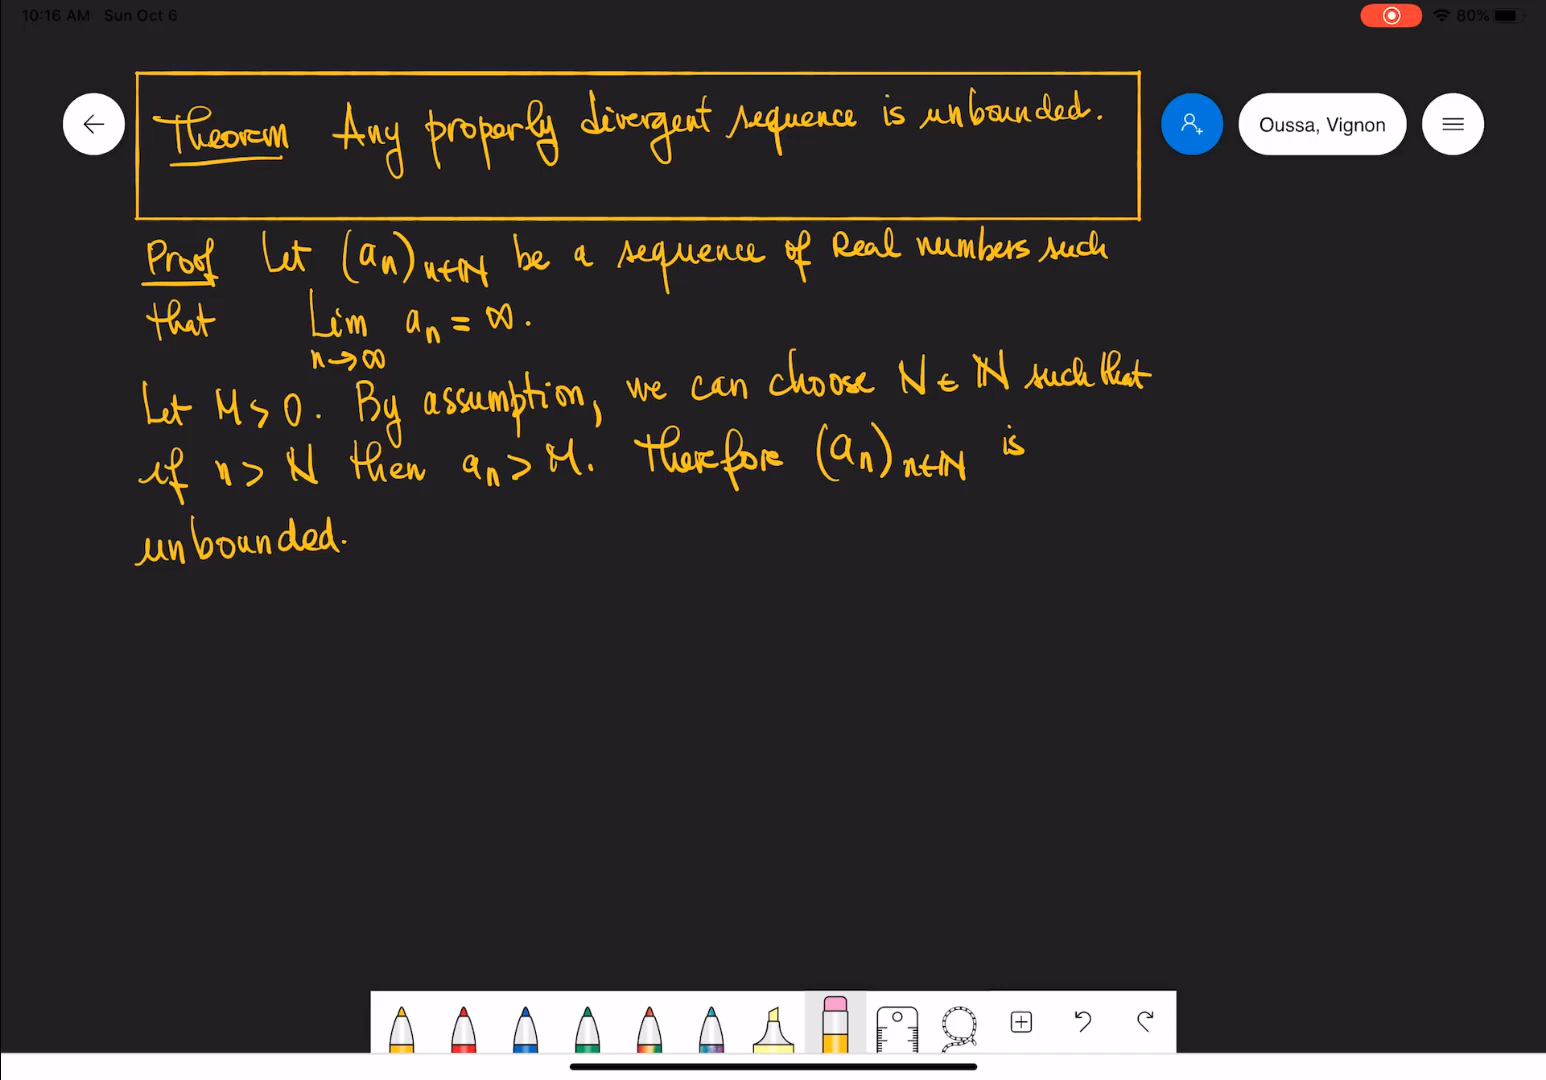 10:16 AM Sun Oct 6
80%
Theorem Any properly divergent sequence is unbounded.
Oussa, Vignon
Proof Let (aₙ)ₙ∈ℕ be a sequence of Real numbers such
that Lim aₙ = ∞.
n→∞
Let M > 0. By assumption, we can choose N ∈ ℕ such that
if n > N then aₙ > M. Therefore (aₙ)ₙ∈ℕ is
unbounded.